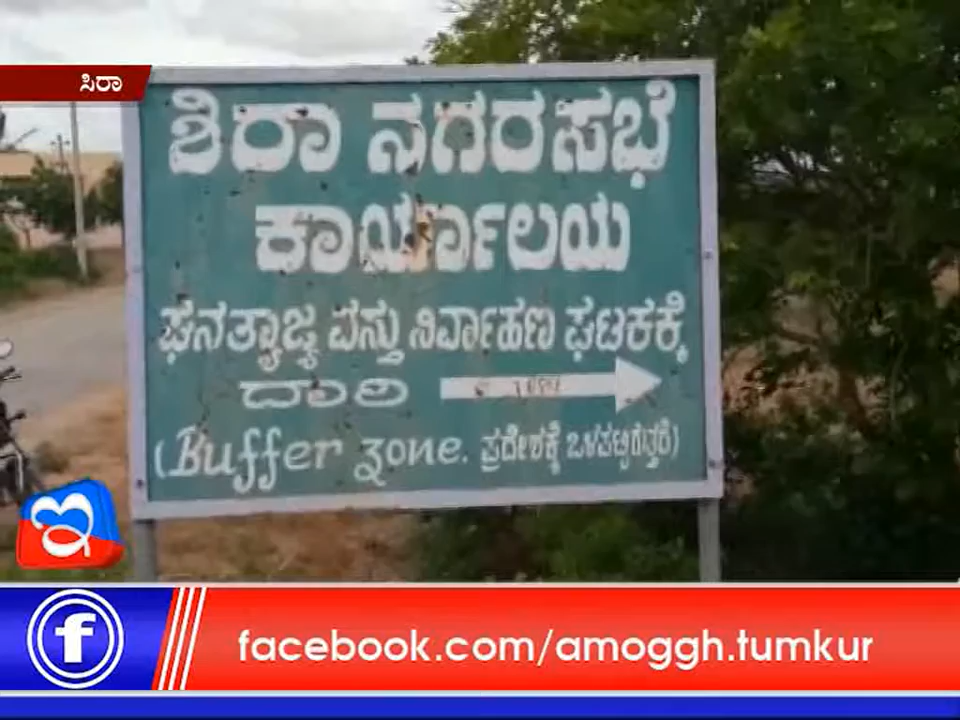 ಸಿರಾ
ಶಿರಾ ನಗರಸಭೆ
ಕಾರ್ಯಾಲಯ
ಘನತ್ಯಾಜ್ಯ ವಸ್ತು ನಿರ್ವಾಹಣ ಘಟಕಕ್ಕೆ
ದಾರಿ
(Buffer zone. ಪ್ರದೇಶಕ್ಕೆ ಒಳಪಟ್ಟಿರುತ್ತದೆ)
facebook.com/amoggh.tumkur